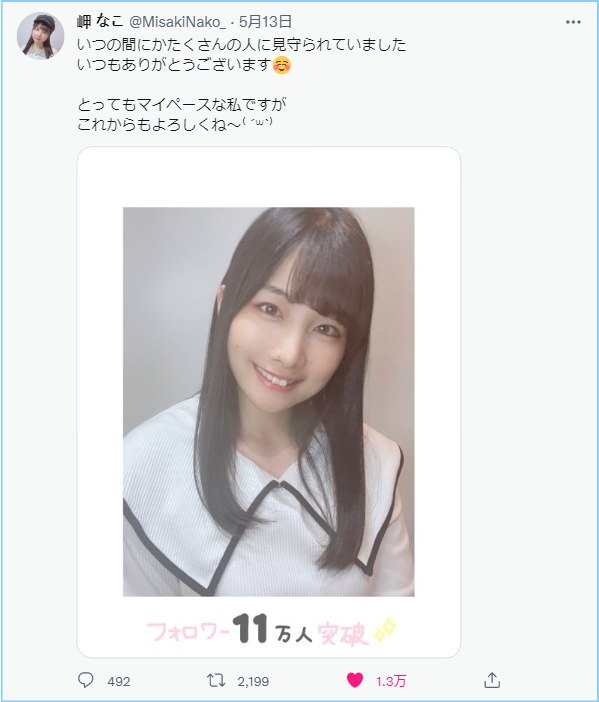 岬 なこ @MisakiNako_ · 5月13日
いつの間にかたくさんの人に見守られていました
いつもありがとうございます☺️
とってもマイペースな私ですが
これからもよろしくね〜( ˊᵕˋ)
フォロワー11万人突破
492 2,199 1.3万